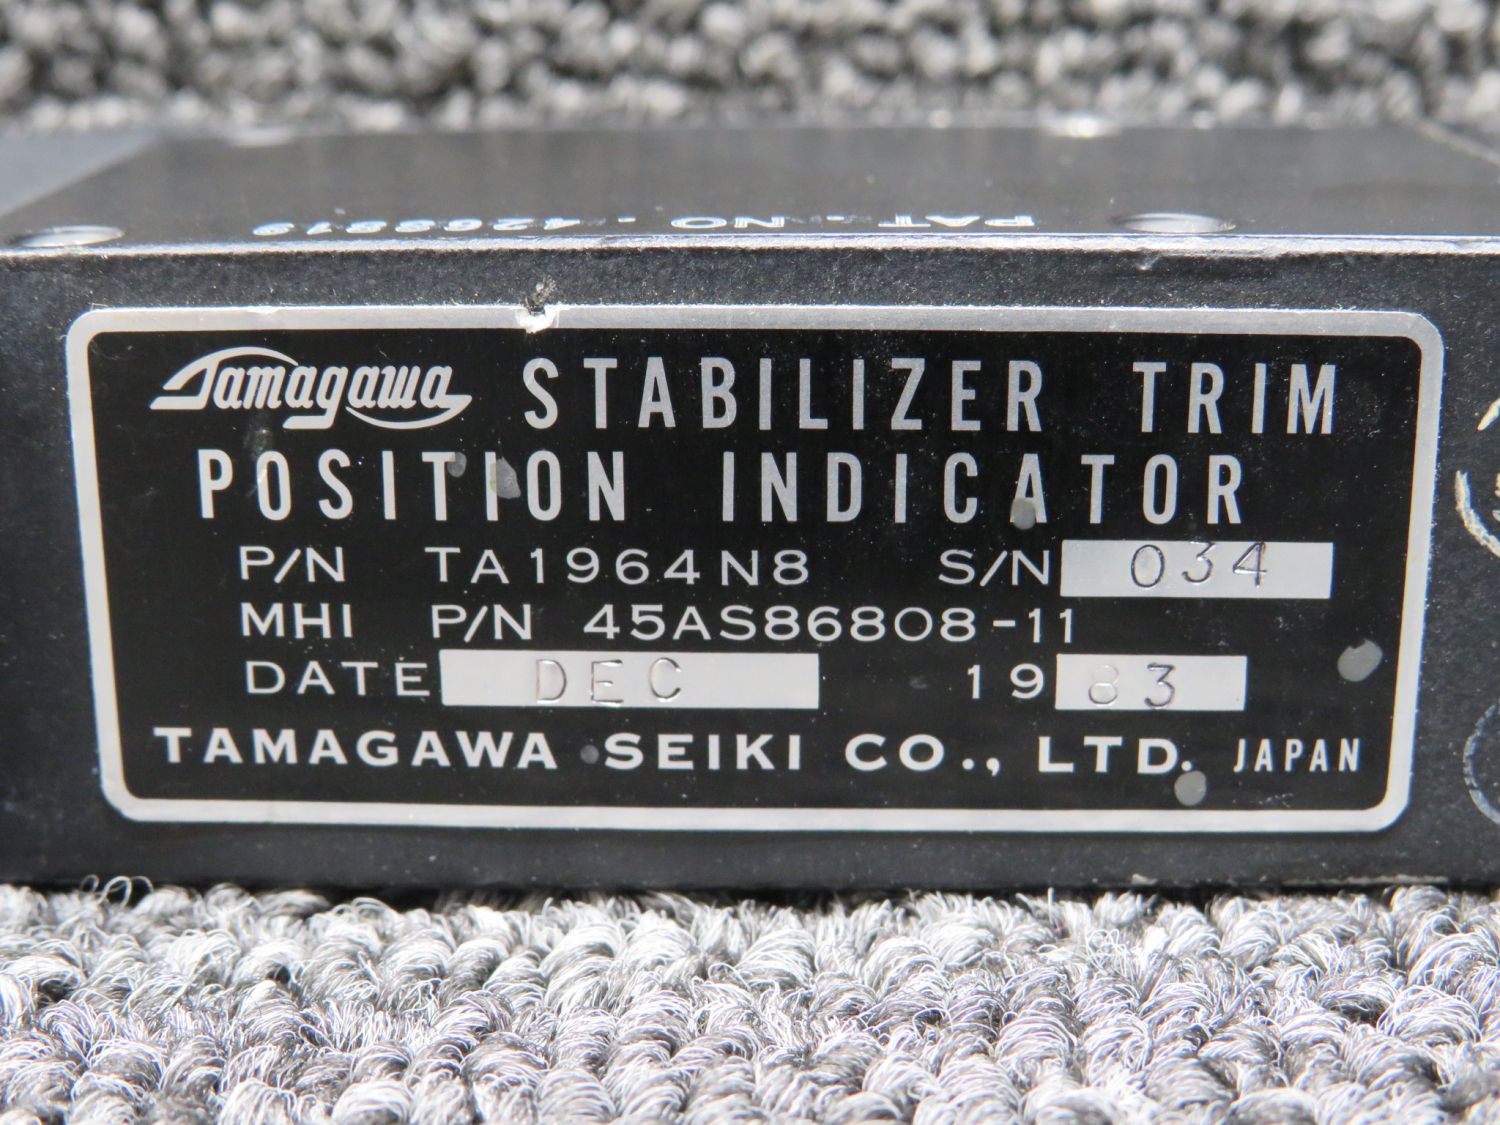 PAT. NO.
Tamagawa STABILIZER TRIM
POSITION INDICATOR
P/N TA1964N8 S/N 034
MHI P/N 45AS86808-11
DATE DEC 1983
TAMAGAWA SEIKI CO., LTD. JAPAN